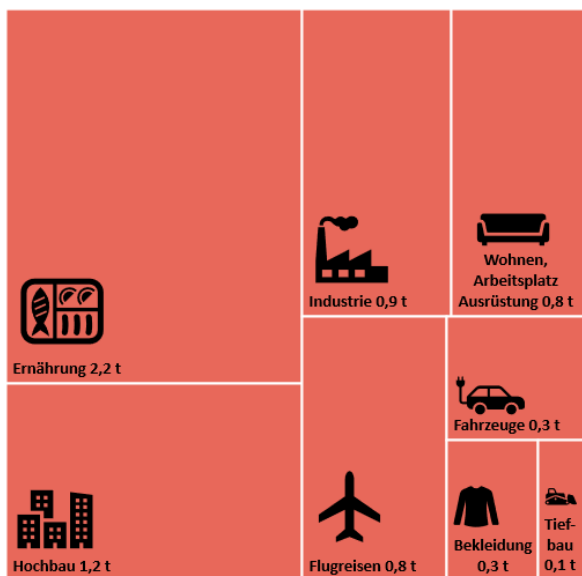 Ernährung 2,2 t
Industrie 0,9 t
Wohnen,
Arbeitsplatz
Ausrüstung 0,8 t
Hochbau 1,2 t
Flugreisen 0,8 t
Fahrzeuge 0,3 t
Bekleidung
0,3 t
Tief-
bau
0,1 t